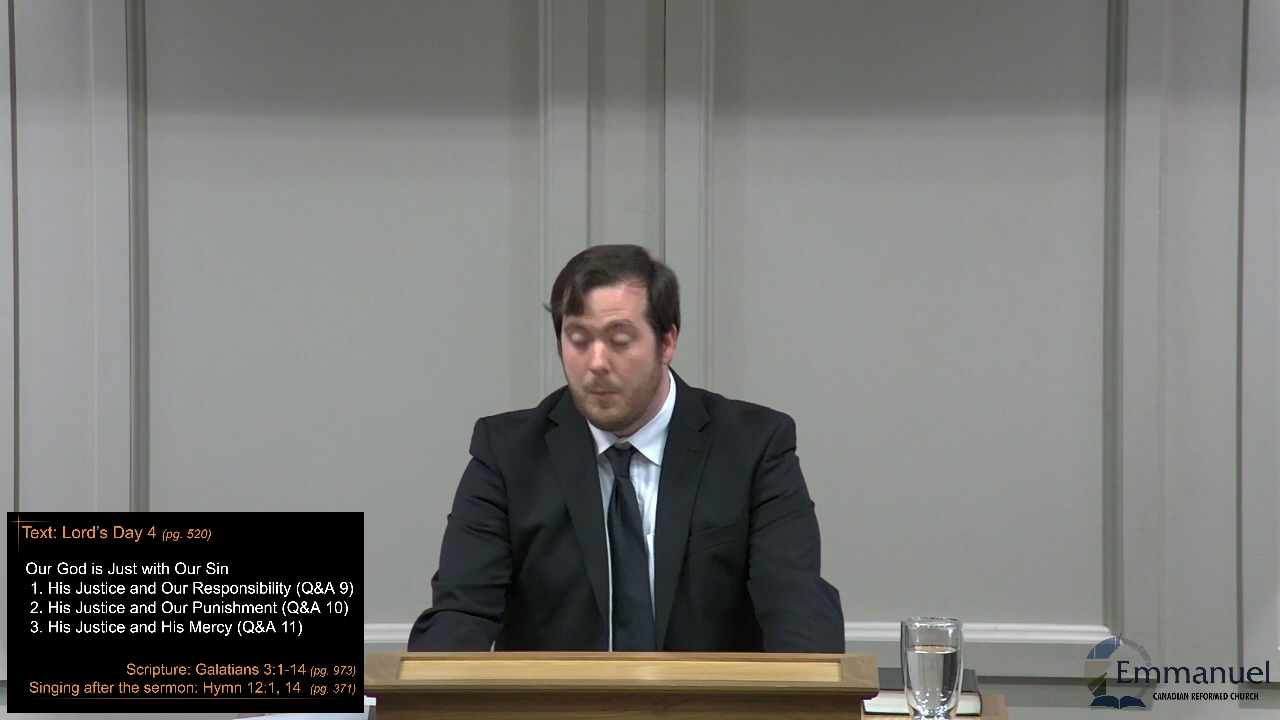 Text: Lord's Day 4 (pg. 520)
Our God is Just with Our Sin
1. His Justice and Our Responsibility (Q&A 9)
2. His Justice and Our Punishment (Q&A 10)
3. His Justice and His Mercy (Q&A 11)
Scripture: Galatians 3:1-14 (pg. 973)
Singing after the sermon: Hymn 12:1, 14 (pg. 371)
Emmanuel
CANADIAN REFORMED CHURCH